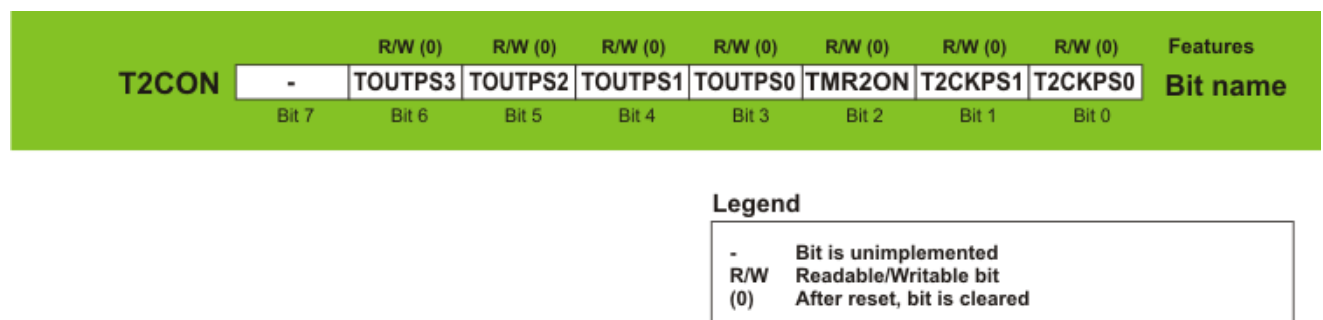 R/W (0) R/W (0) R/W (0) R/W (0) R/W (0) R/W (0) R/W (0) Features
T2CON - TOUTPS3 TOUTPS2 TOUTPS1 TOUTPS0 TMR2ON T2CKPS1 T2CKPS0 Bit name
Bit 7 Bit 6 Bit 5 Bit 4 Bit 3 Bit 2 Bit 1 Bit 0
Legend
- Bit is unimplemented
R/W Readable/Writable bit
(0) After reset, bit is cleared